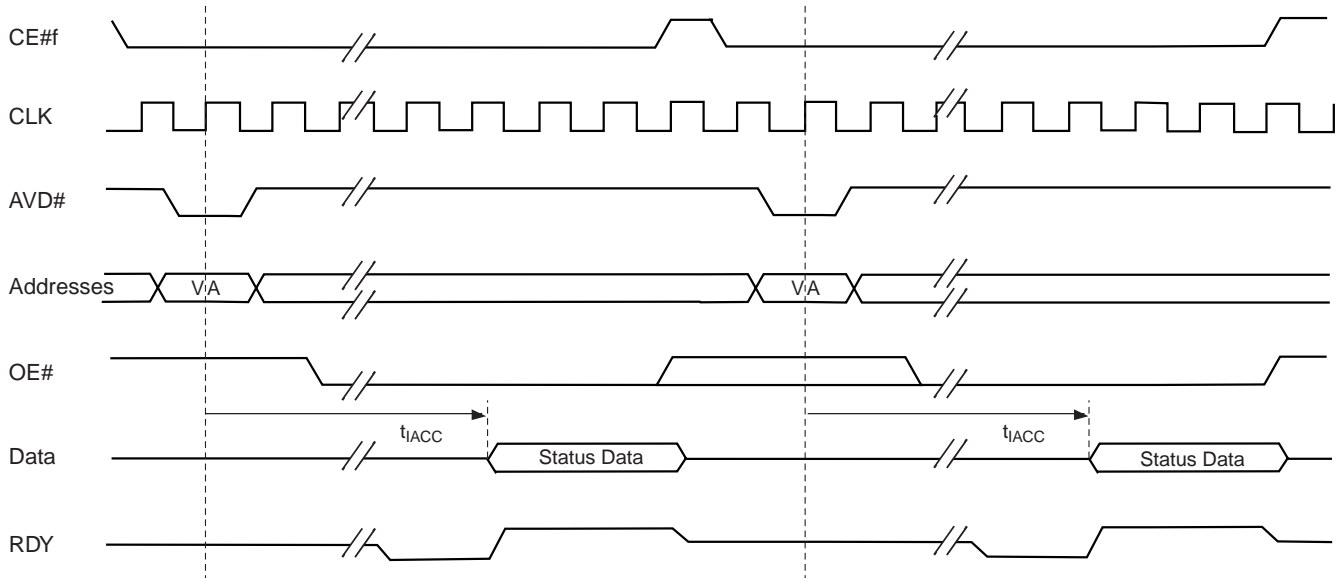 CE#f
CLK
AVD#
Addresses
VA
VA
OE#
tIACC
tIACC
Data
Status Data
Status Data
RDY